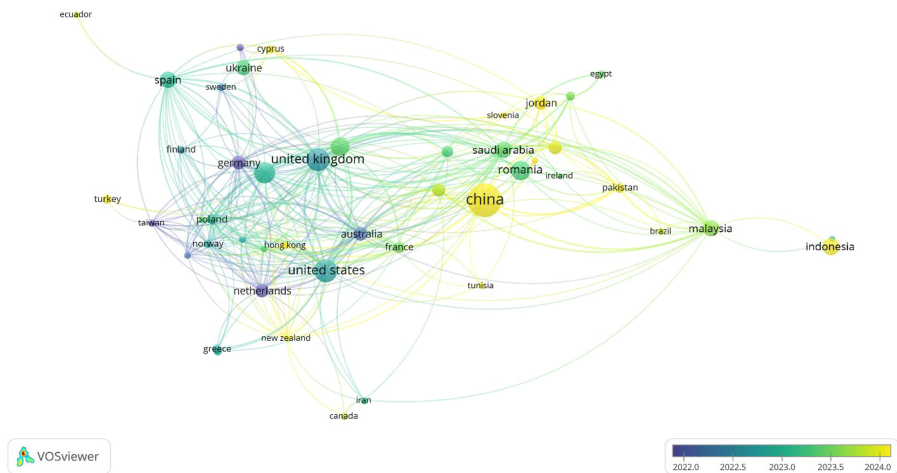 ecuador
cyprus
ukraine
spain
sweden
egypt
jordan
slovenia
finland
germany
united kingdom
saudi arabia
romania
ireland
pakistan
turkey
china
taiwan
poland
norway
hong kong
australia
france
brazil
malaysia
indonesia
united states
netherlands
tunisia
new zealand
greece
iran
canada
VOSviewer
2022.0 2022.5 2023.0 2023.5 2024.0